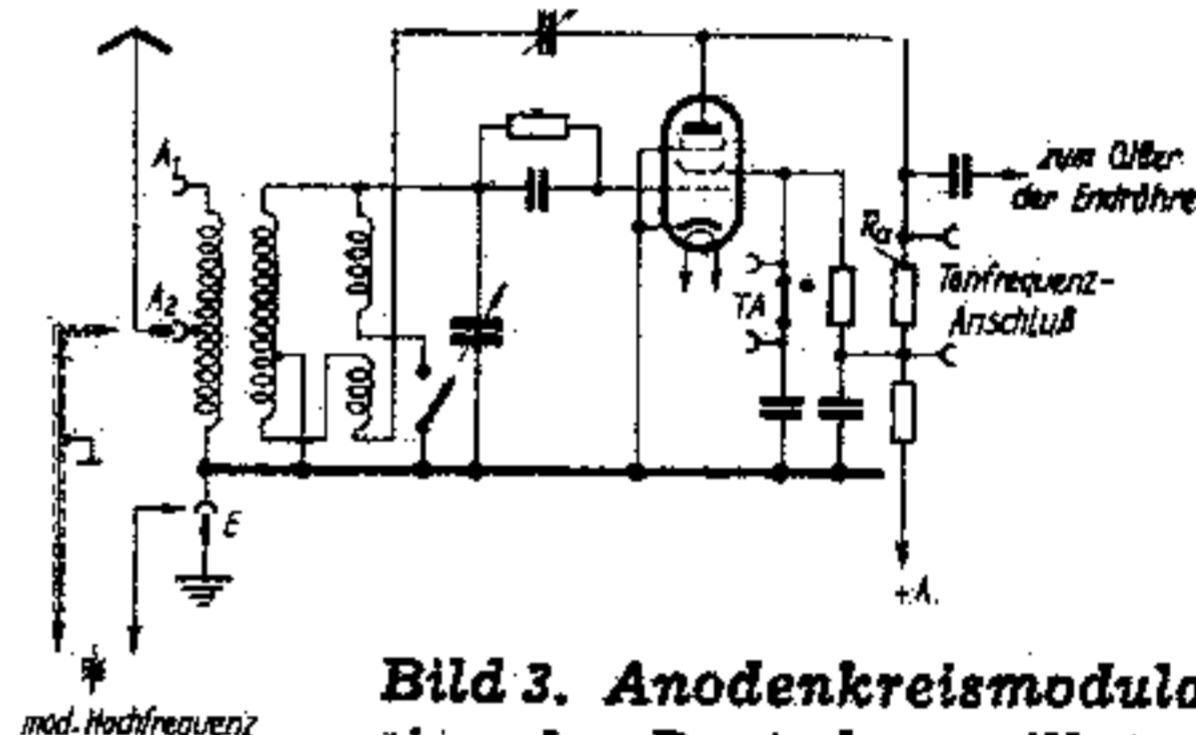 A1
A2
zum Gitter
der Endröhre
Ra
Tonfrequenz-
Anschluß
TA
E
+A.
mod. Hochfrequenz
Bild 3. Anodenkreismodula